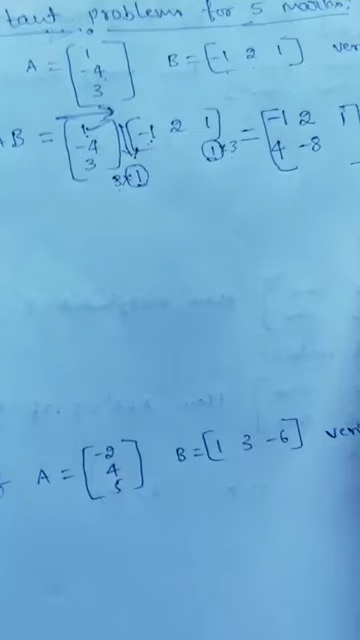 tant problems for 5 marks.
A = [1 -4 3] B = [-1 2 1] ver
AB = [1 -4 3] [-1 2 1] = [-1 2 1
4 -8
3×1 1×3
A = [-2 4 5] B = [1 3 -6] veri